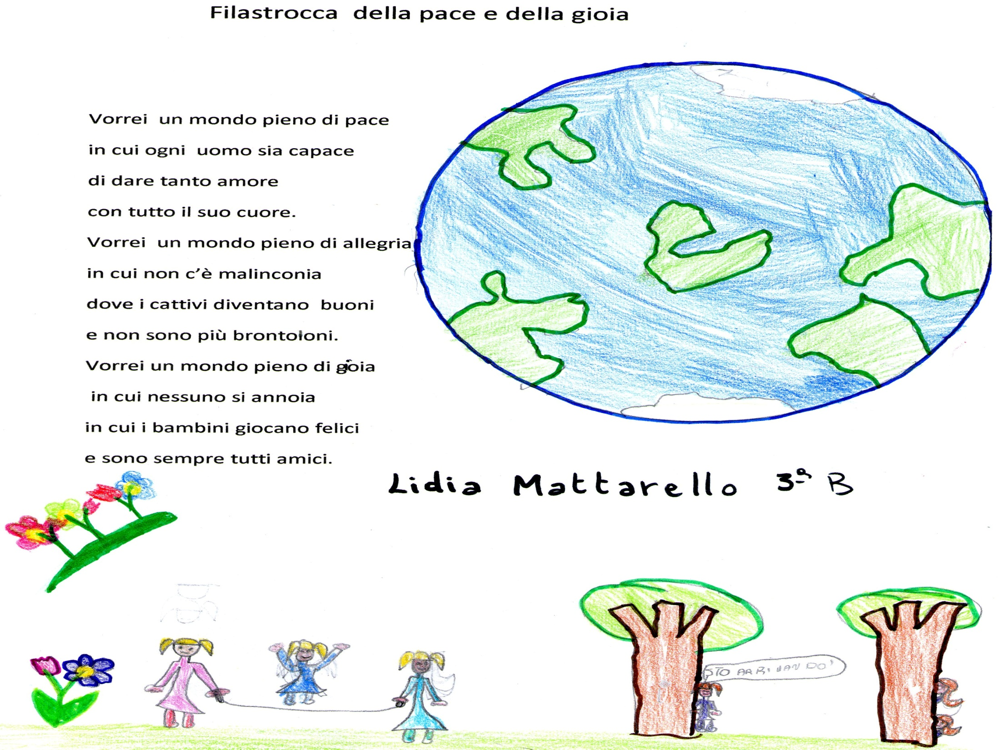 Filastrocca della pace e della gioia
Vorrei un mondo pieno di pace
in cui ogni uomo sia capace
di dare tanto amore
con tutto il suo cuore.
Vorrei un mondo pieno di allegria
in cui non c'è malinconia
dove i cattivi diventano buoni
e non sono più brontoloni.
Vorrei un mondo pieno di gioia
in cui nessuno si annoia
in cui i bambini giocano felici
e sono sempre tutti amici.
Lidia Mattarello 3ª B
STO ARRIVANDO!